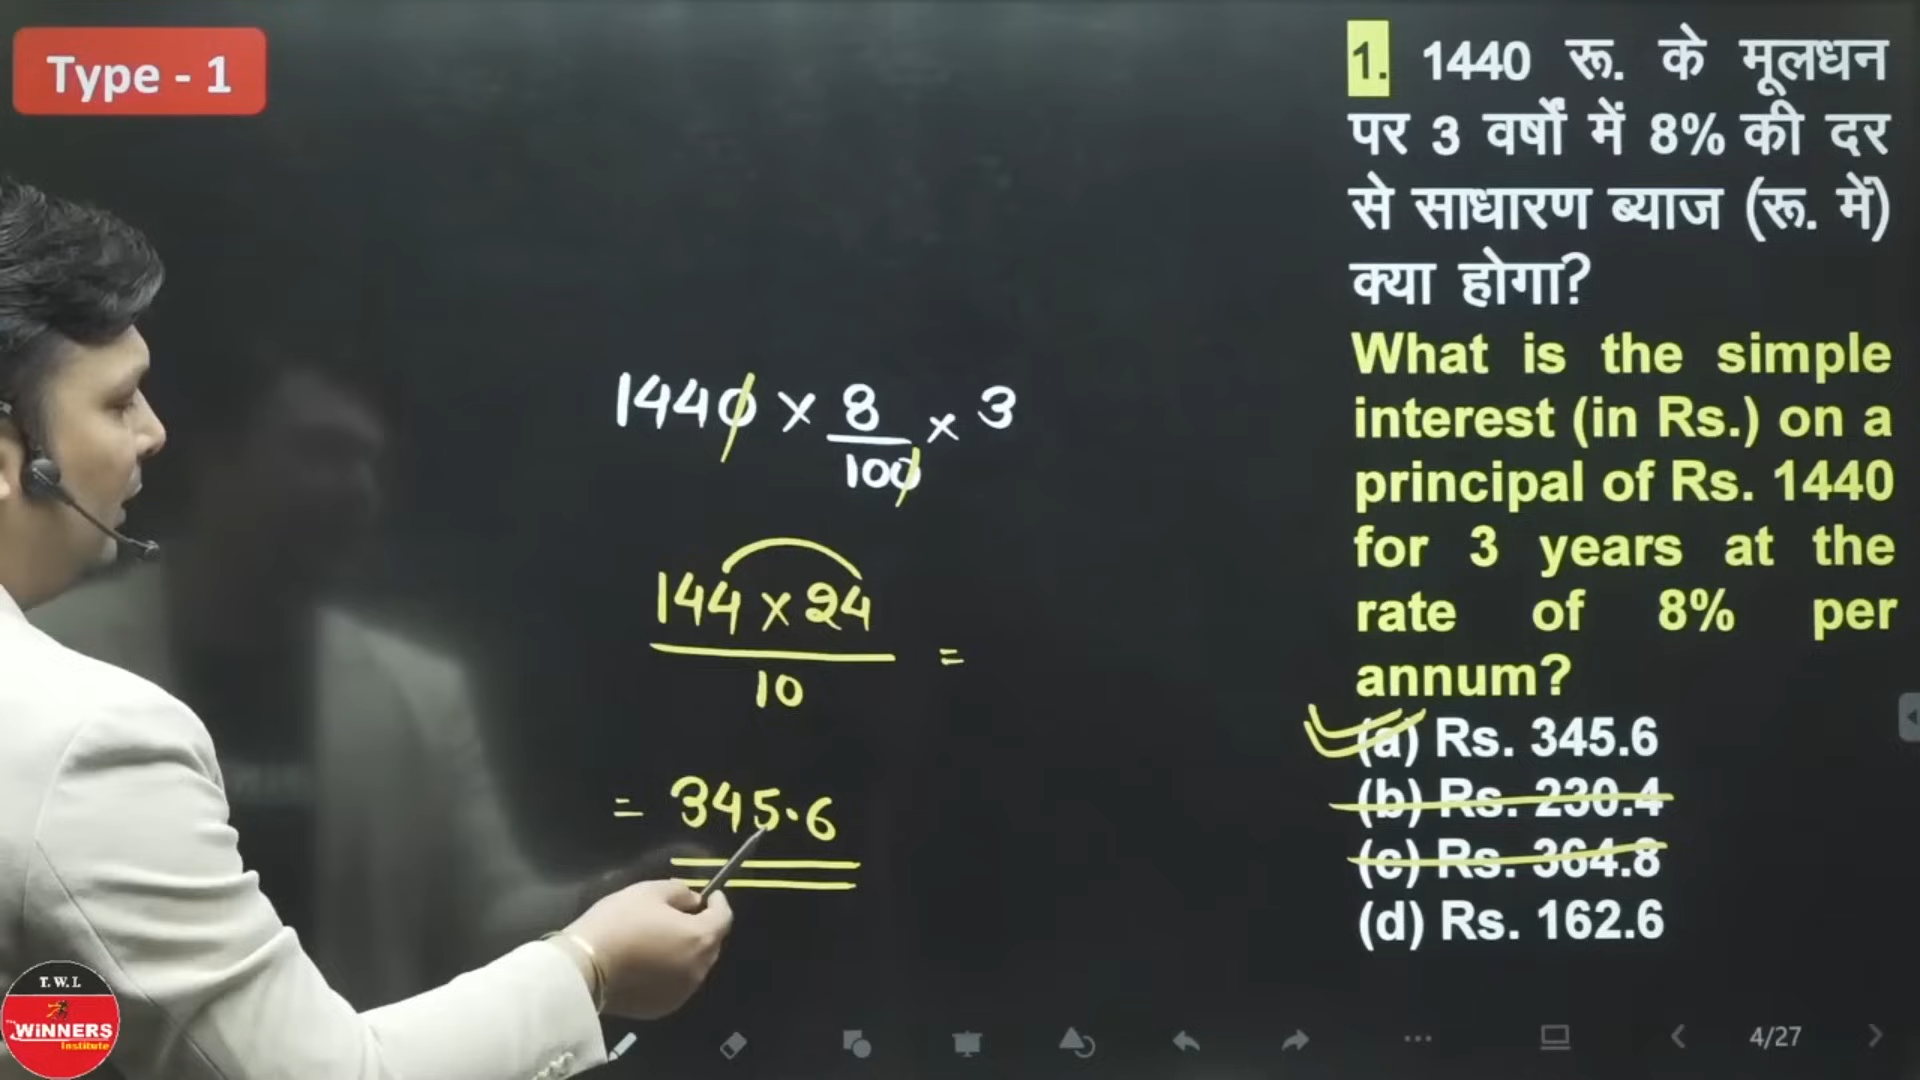 Type - 1
1. 1440 रू. के मूलधन
पर 3 वर्षों में 8% की दर
से साधारण ब्याज (रू. में)
क्या होगा?
What is the simple
interest (in Rs.) on a
principal of Rs. 1440
for 3 years at the
rate of 8% per
annum?
(a) Rs. 345.6
(b) Rs. 230.4
(c) Rs. 364.8
(d) Rs. 162.6
1440 × 8/100 × 3
144 × 24
10
=
= 345.6
T.W.I.
The WiNNERS
Institute
4/27